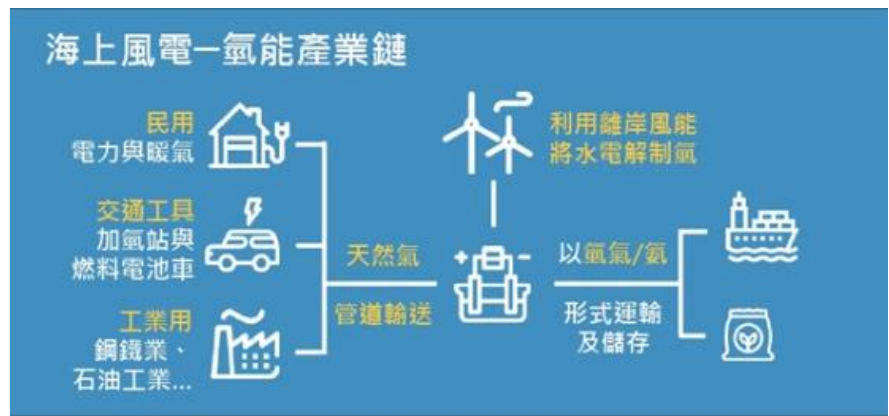 海上風電─氫能產業鏈
民用
電力與暖氣
交通工具
加氫站與
燃料電池車
工業用
鋼鐵業、
石油工業...
天然氣
管道輸送
利用離岸風能
將水電解制氫
以氫氣/氨
形式運輸
及儲存